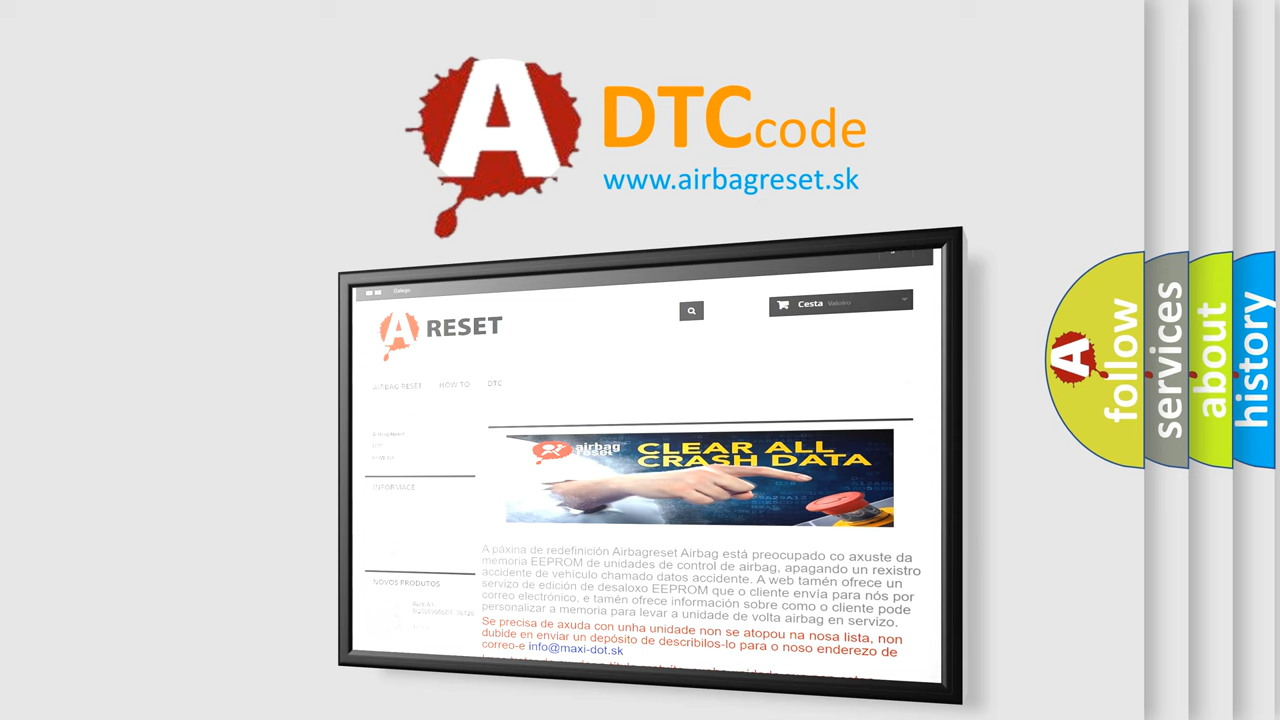 A
DTCcode
www.airbagreset.sk
Galego
A RESET
Cesta Valeiro
AIRBAG RESET HOW TO DTC
INFORMACE
NOVOS PRODUTOS
airbag
reset
CLEAR ALL
CRASH DATA
A páxina de redefinición Airbagreset Airbag está preocupado co axuste da
memoria EEPROM de unidades de control de airbag, apagando un rexistro
accidente de vehículo chamado datos accidente. A web tamén ofrece un
servizo de edición de desaloxo EEPROM que o cliente envía para nós por
correo electrónico, e tamén ofrece información sobre como o cliente pode
personalizar a memoria para levar a unidade de volta airbag en servizo.
Se precisa de axuda con unha unidade non se atopou na nosa lista, non
dubide en enviar un depósito de describilos-lo para o noso enderezo de
correo-e info@maxi-dot.sk
A
follow
services
about
history